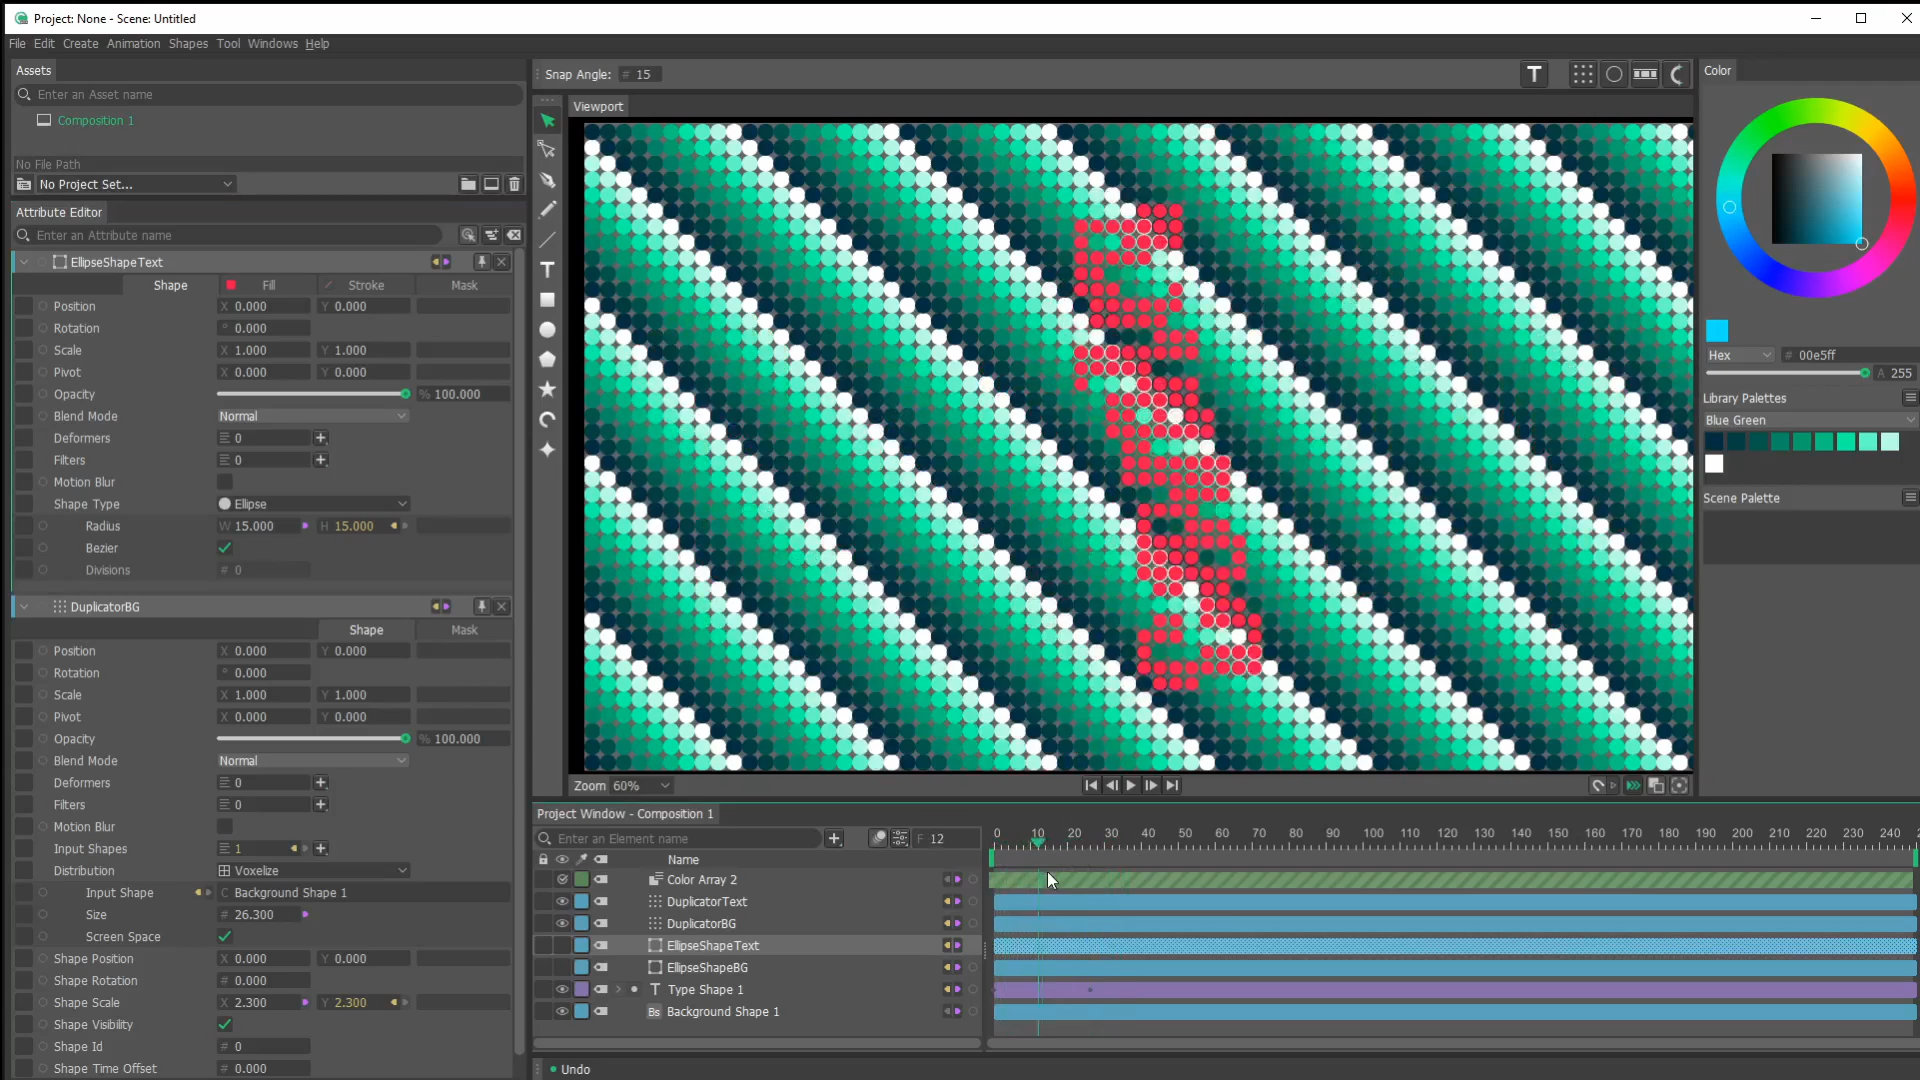 Project: None - Scene: Untitled
File Edit Create Animation Shapes Tool Windows Help
Assets
Enter an Asset name
Composition 1
No File Path
No Project Set...
Attribute Editor
Enter an Attribute name
EllipseShapeText
Shape Fill Stroke Mask
Position X 0.000 Y 0.000
Rotation ° 0.000
Scale X 1.000 Y 1.000
Pivot X 0.000 Y 0.000
Opacity % 100.000
Blend Mode Normal
Deformers 0
Filters 0
Motion Blur
Shape Type Ellipse
Radius W 15.000 H 15.000
Bezier
Divisions # 0
DuplicatorBG
Shape Mask
Position X 0.000 Y 0.000
Rotation ° 0.000
Scale X 1.000 Y 1.000
Pivot X 0.000 Y 0.000
Opacity % 100.000
Blend Mode Normal
Deformers 0
Filters 0
Motion Blur
Input Shapes 1
Distribution Voxelize
Input Shape C Background Shape 1
Size # 26.300
Screen Space
Shape Position X 0.000 Y 0.000
Shape Rotation # 0.000
Shape Scale X 2.300 Y 2.300
Shape Visibility
Shape Id # 0
Shape Time Offset # 0.000
Snap Angle: # 15
Viewport
Zoom 60%
Project Window - Composition 1
Enter an Element name F 12
0 10 20 30 40 50 60 70 80 90 100 110 120 130 140 150 160 170 180 190 200 210 220 230 240
Name
Color Array 2
DuplicatorText
DuplicatorBG
EllipseShapeText
EllipseShapeBG
T Type Shape 1
Bs Background Shape 1
Undo
Color
Hex # 00e5ff
A 255
Library Palettes
Blue Green
Scene Palette